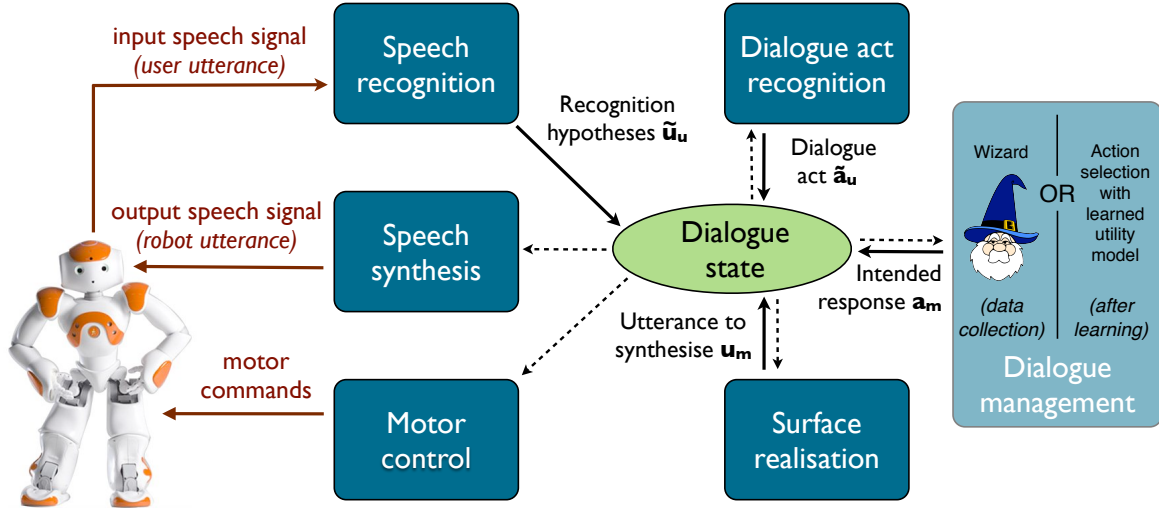 input speech signal
(user utterance)
Speech
recognition
Recognition
hypotheses ũu
Dialogue act
recognition
Dialogue
act ãu
output speech signal
(robot utterance)
Speech
synthesis
Dialogue
state
Wizard
OR
Action
selection
with
learned
utility
model
(data
collection)
(after
learning)
Dialogue
management
Intended
response am
Utterance to
synthesise um
motor
commands
Motor
control
Surface
realisation